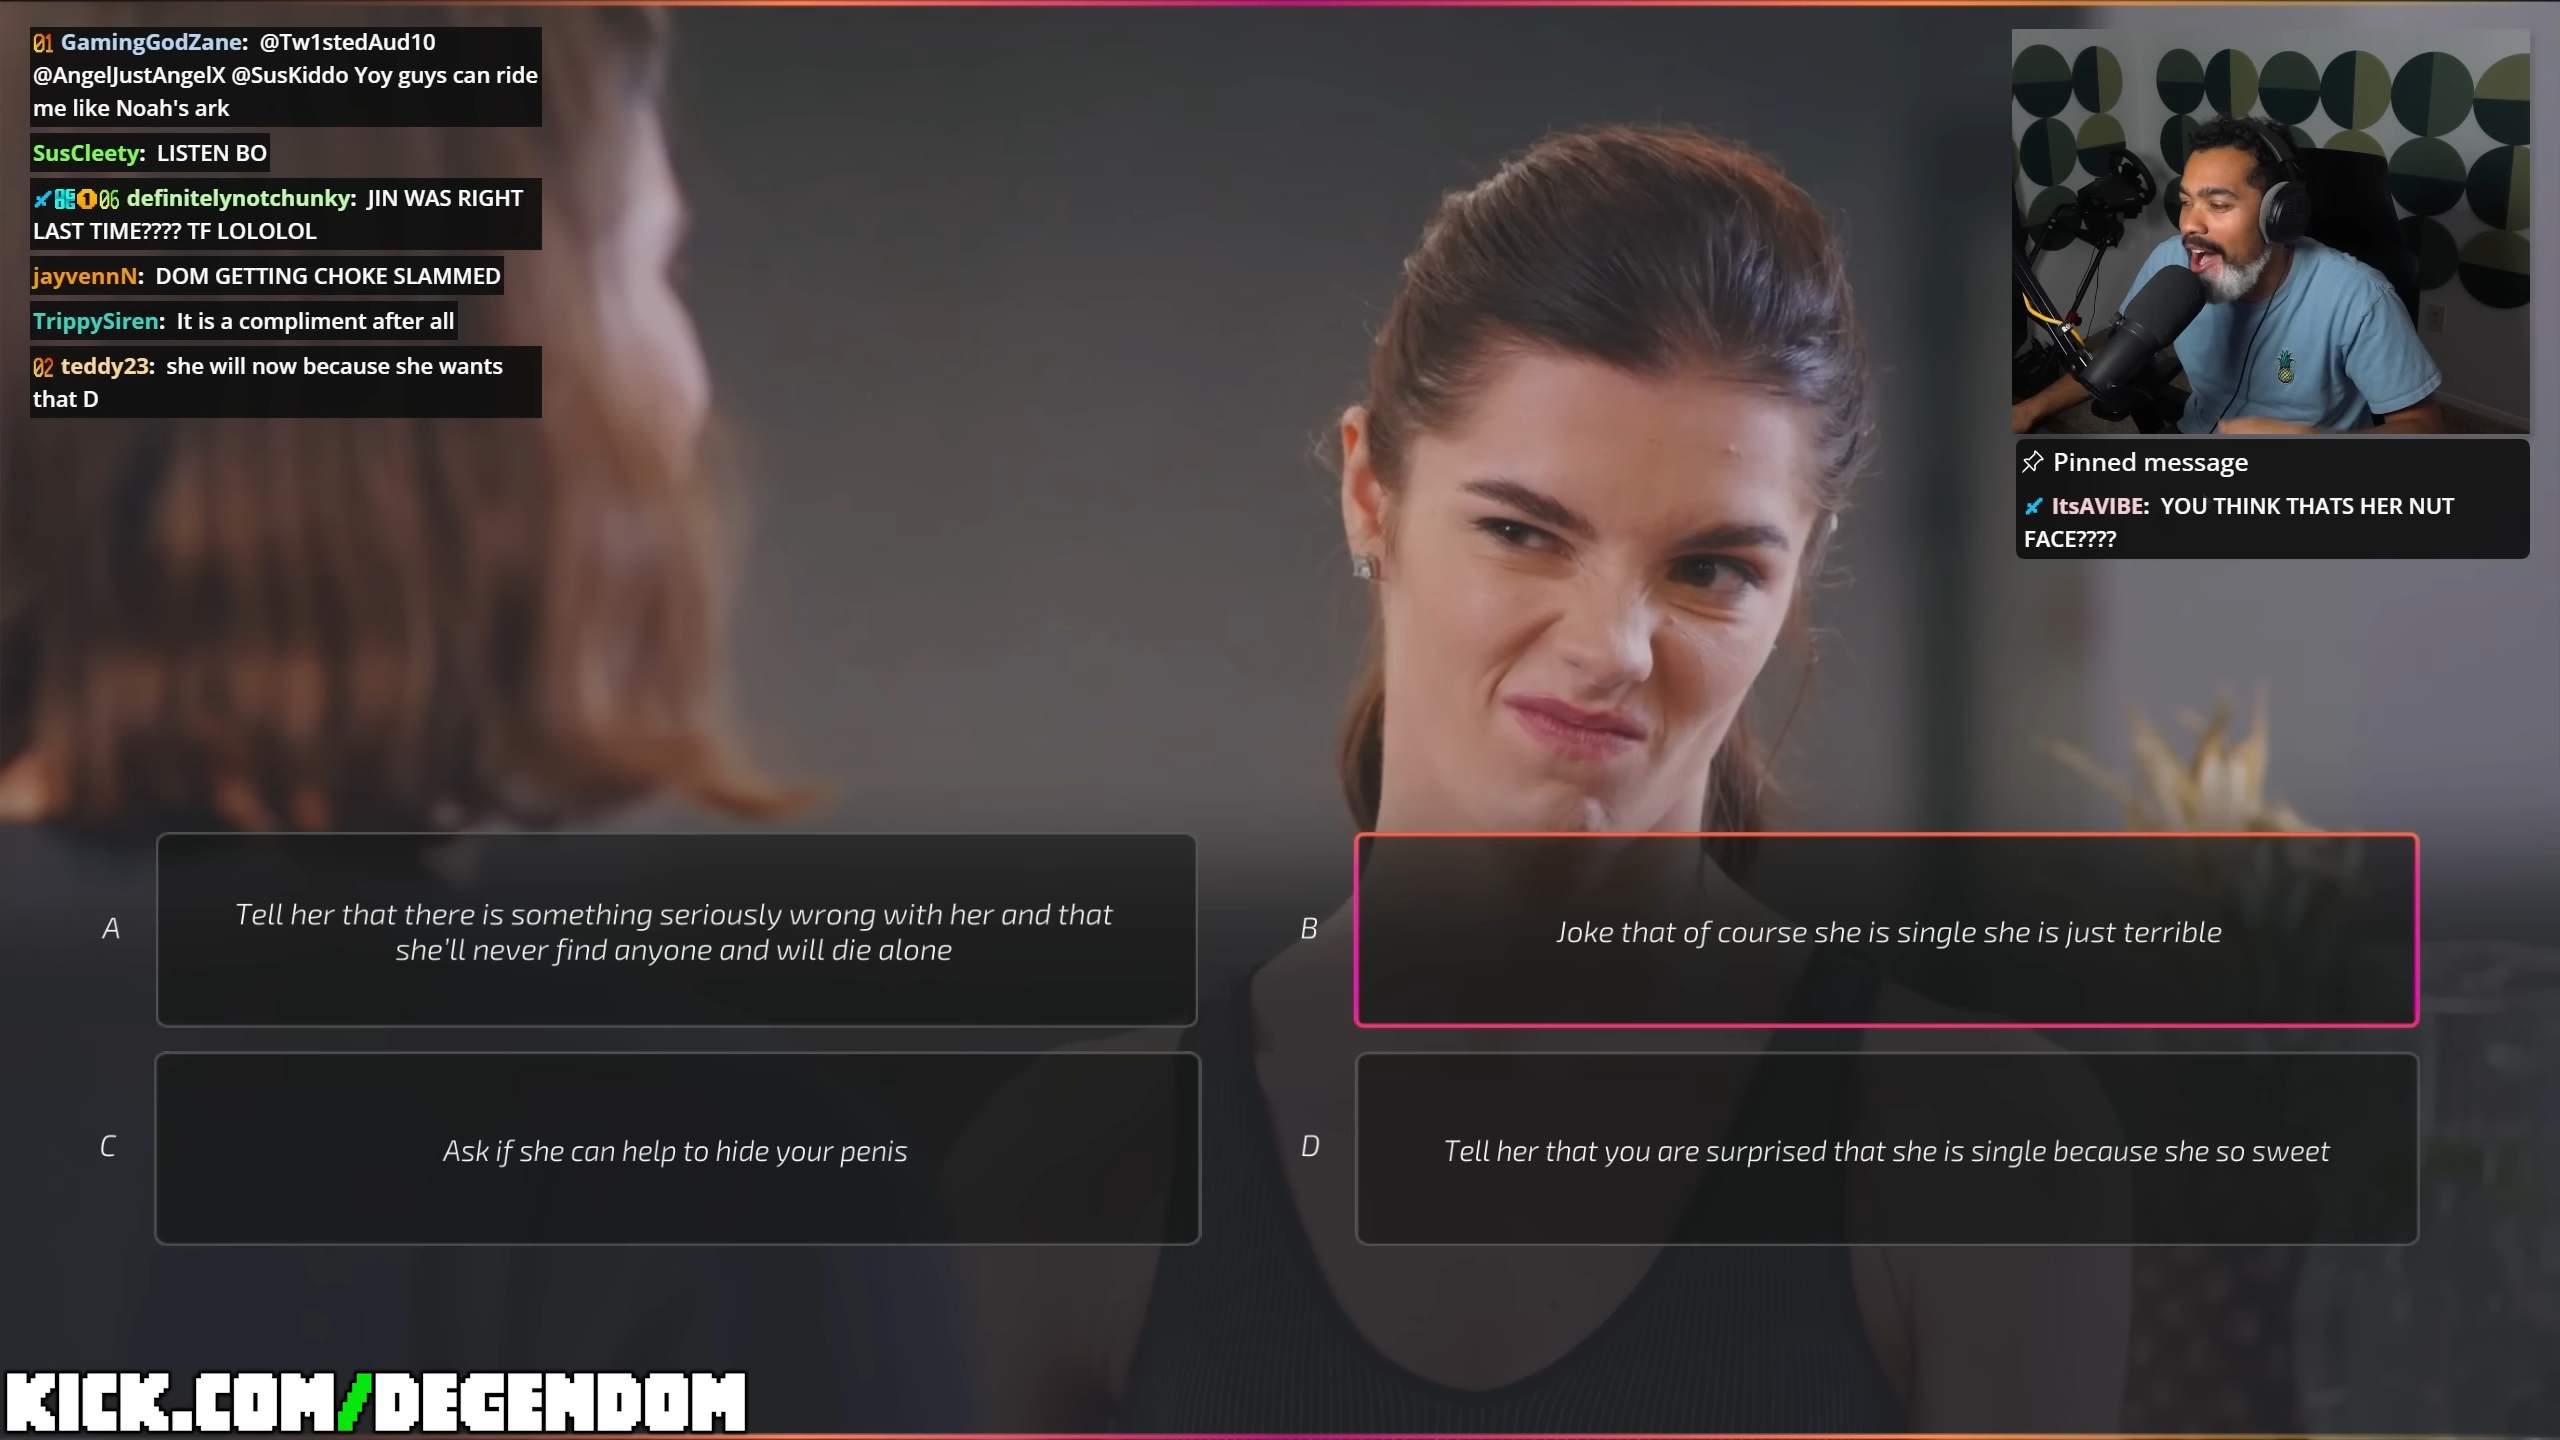 01 GamingGodZane: @Tw1stedAud10
@AngelJustAngelX @SusKiddo Yoy guys can ride
me like Noah's ark
SusCleety: LISTEN BO
06 definitelynotchunky: JIN WAS RIGHT
LAST TIME???? TF LOLOLOL
jayvennN: DOM GETTING CHOKE SLAMMED
TrippySiren: It is a compliment after all
02 teddy23: she will now because she wants
that D
Pinned message
ItsAVIBE: YOU THINK THATS HER NUT
FACE????
A
Tell her that there is something seriously wrong with her and that
she'll never find anyone and will die alone
B
Joke that of course she is single she is just terrible
C
Ask if she can help to hide your penis
D
Tell her that you are surprised that she is single because she so sweet
KICK.COM/DEGENDOM